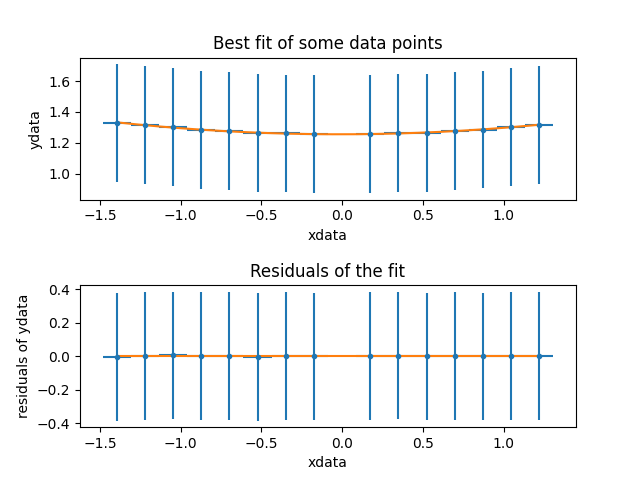 Best fit of some data points
ydata
1.6
1.4
1.2
1.0
−1.5 −1.0 −0.5 0.0 0.5 1.0
xdata
Residuals of the fit
residuals of ydata
0.4
0.2
0.0
−0.2
−0.4
−1.5 −1.0 −0.5 0.0 0.5 1.0
xdata